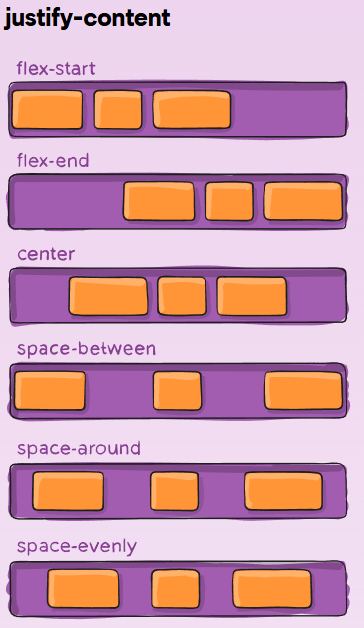 justify-content
flex-start
flex-end
center
space-between
space-around
space-evenly